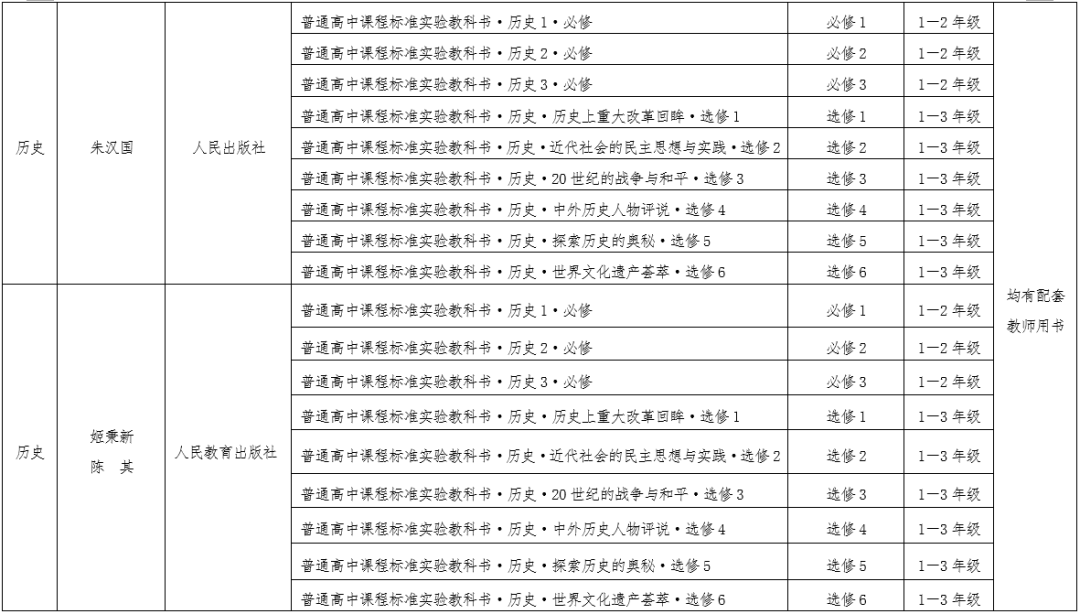 历史 朱汉国 人民出版社 普通高中课程标准实验教科书·历史1·必修 必修1 1—2年级
普通高中课程标准实验教科书·历史2·必修 必修2 1—2年级
普通高中课程标准实验教科书·历史3·必修 必修3 1—2年级
普通高中课程标准实验教科书·历史·历史上重大改革回眸·选修1 选修1 1—3年级
普通高中课程标准实验教科书·历史·近代社会的民主思想与实践·选修2 选修2 1—3年级
普通高中课程标准实验教科书·历史·20世纪的战争与和平·选修3 选修3 1—3年级
普通高中课程标准实验教科书·历史·中外历史人物评说·选修4 选修4 1—3年级
普通高中课程标准实验教科书·历史·探索历史的奥秘·选修5 选修5 1—3年级
普通高中课程标准实验教科书·历史·世界文化遗产荟萃·选修6 选修6 1—3年级
历史 姬秉新
陈 其 人民教育出版社 普通高中课程标准实验教科书·历史1·必修 必修1 1—2年级
普通高中课程标准实验教科书·历史2·必修 必修2 1—2年级
普通高中课程标准实验教科书·历史3·必修 必修3 1—2年级
普通高中课程标准实验教科书·历史·历史上重大改革回眸·选修1 选修1 1—3年级
普通高中课程标准实验教科书·历史·近代社会的民主思想与实践·选修2 选修2 1—3年级
普通高中课程标准实验教科书·历史·20世纪的战争与和平·选修3 选修3 1—3年级
普通高中课程标准实验教科书·历史·中外历史人物评说·选修4 选修4 1—3年级
普通高中课程标准实验教科书·历史·探索历史的奥秘·选修5 选修5 1—3年级
普通高中课程标准实验教科书·历史·世界文化遗产荟萃·选修6 选修6 1—3年级
均有配套
教师用书